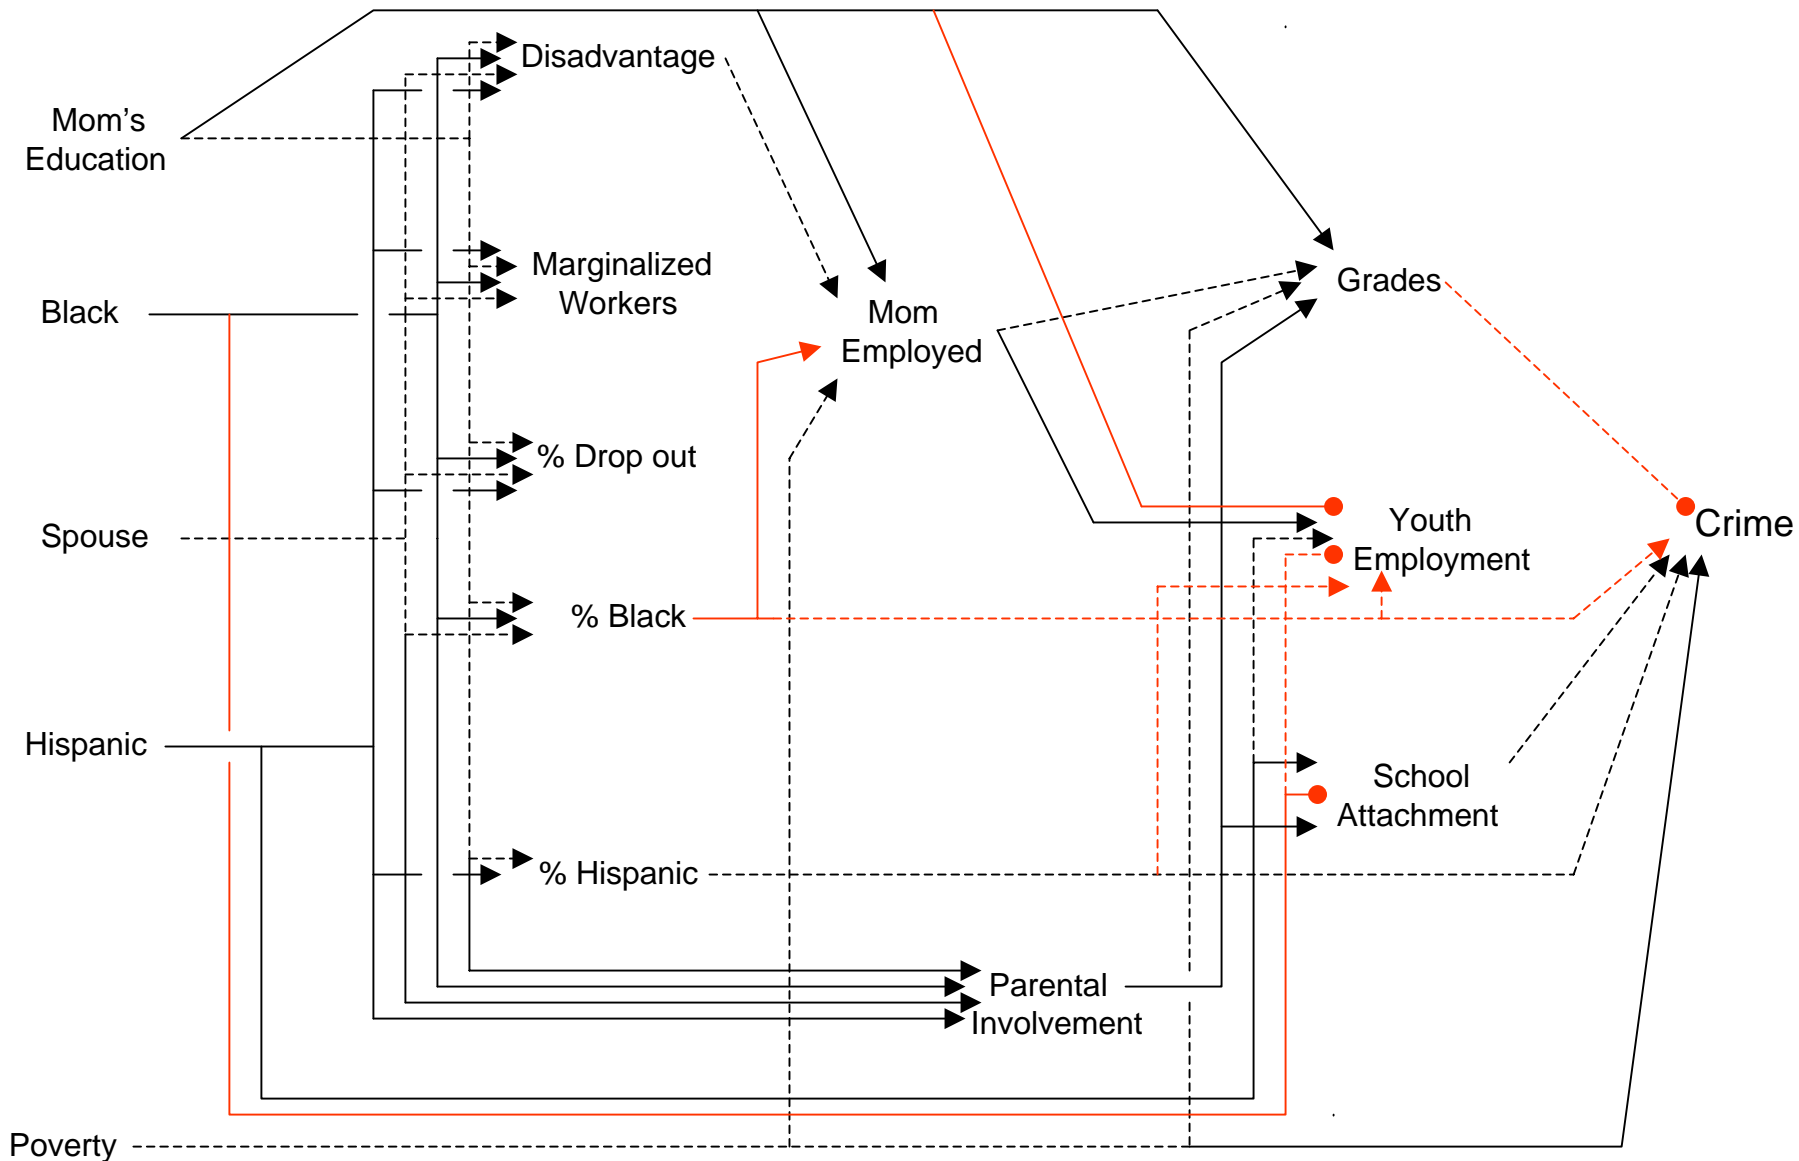 Disadvantage
Mom's
Education
Marginalized
Workers
Grades
Black
Mom
Employed
% Drop out
Youth
Employment
Crime
Spouse
% Black
Hispanic
School
Attachment
% Hispanic
Parental
Involvement
Poverty